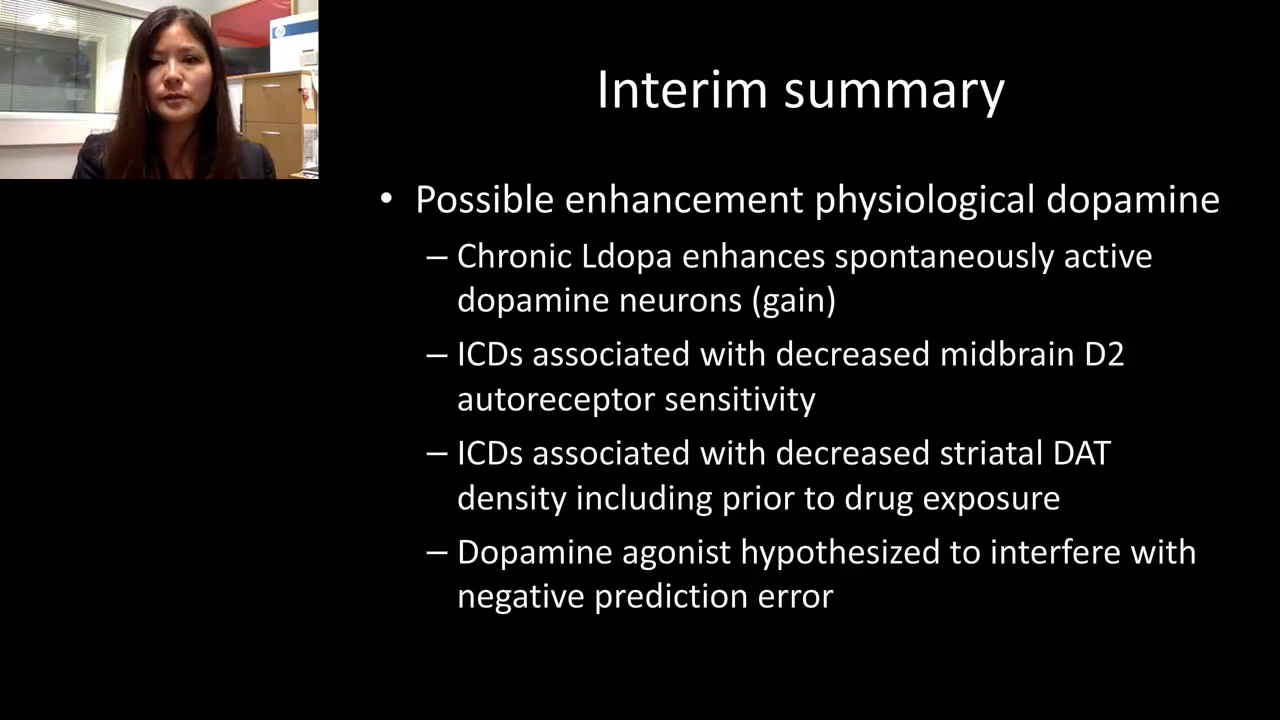 Interim summary
• Possible enhancement physiological dopamine
– Chronic Ldopa enhances spontaneously active
dopamine neurons (gain)
– ICDs associated with decreased midbrain D2
autoreceptor sensitivity
– ICDs associated with decreased striatal DAT
density including prior to drug exposure
– Dopamine agonist hypothesized to interfere with
negative prediction error